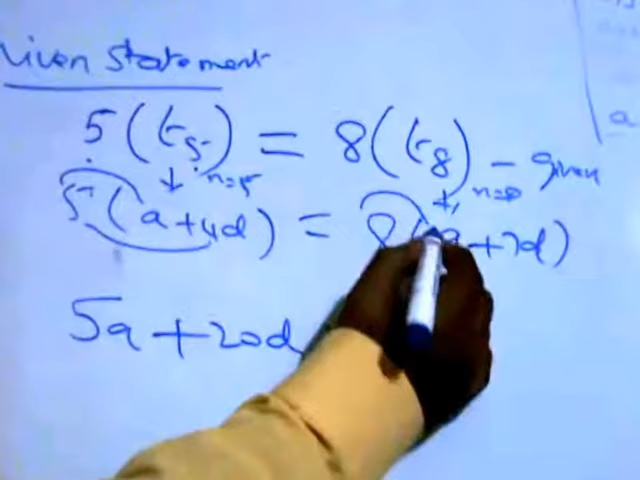 Given statement
5(t5) = 8(t8) - given
n=5 n=8
5(a+4d) = 8(a+7d)
5a+20d
a